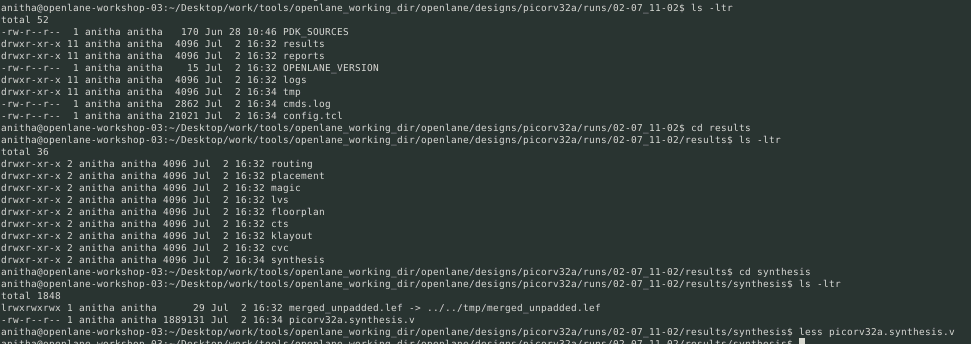 anitha@openlane-workshop-03:~/Desktop/work/tools/openlane_working_dir/openlane/designs/picorv32a/runs/02-07_11-02$ ls -ltr
total 52
-rw-r--r--  1 anitha anitha   170 Jun 28 10:46 PDK_SOURCES
drwxr-xr-x 11 anitha anitha  4096 Jul  2 16:32 results
drwxr-xr-x 11 anitha anitha  4096 Jul  2 16:32 reports
-rw-r--r--  1 anitha anitha    15 Jul  2 16:32 OPENLANE_VERSION
drwxr-xr-x 11 anitha anitha  4096 Jul  2 16:32 logs
drwxr-xr-x 11 anitha anitha  4096 Jul  2 16:34 tmp
-rw-r--r--  1 anitha anitha  2862 Jul  2 16:34 cmds.log
-rw-r--r--  1 anitha anitha 21021 Jul  2 16:34 config.tcl
anitha@openlane-workshop-03:~/Desktop/work/tools/openlane_working_dir/openlane/designs/picorv32a/runs/02-07_11-02$ cd results
anitha@openlane-workshop-03:~/Desktop/work/tools/openlane_working_dir/openlane/designs/picorv32a/runs/02-07_11-02/results$ ls -ltr
total 36
drwxr-xr-x 2 anitha anitha 4096 Jul  2 16:32 routing
drwxr-xr-x 2 anitha anitha 4096 Jul  2 16:32 placement
drwxr-xr-x 2 anitha anitha 4096 Jul  2 16:32 magic
drwxr-xr-x 2 anitha anitha 4096 Jul  2 16:32 lvs
drwxr-xr-x 2 anitha anitha 4096 Jul  2 16:32 floorplan
drwxr-xr-x 2 anitha anitha 4096 Jul  2 16:32 cts
drwxr-xr-x 2 anitha anitha 4096 Jul  2 16:32 klayout
drwxr-xr-x 2 anitha anitha 4096 Jul  2 16:32 cvc
drwxr-xr-x 2 anitha anitha 4096 Jul  2 16:34 synthesis
anitha@openlane-workshop-03:~/Desktop/work/tools/openlane_working_dir/openlane/designs/picorv32a/runs/02-07_11-02/results$ cd synthesis
anitha@openlane-workshop-03:~/Desktop/work/tools/openlane_working_dir/openlane/designs/picorv32a/runs/02-07_11-02/results/synthesis$ ls -ltr
total 1848
lrwxrwxrwx 1 anitha anitha      29 Jul  2 16:32 merged_unpadded.lef -> ../../tmp/merged_unpadded.lef
-rw-r--r-- 1 anitha anitha 1889131 Jul  2 16:34 picorv32a.synthesis.v
anitha@openlane-workshop-03:~/Desktop/work/tools/openlane_working_dir/openlane/designs/picorv32a/runs/02-07_11-02/results/synthesis$ less picorv32a.synthesis.v
anitha@openlane-workshop-03:~/Desktop/work/tools/openlane_working_dir/openlane/designs/picorv32a/runs/02-07_11-02/results/synthesis$